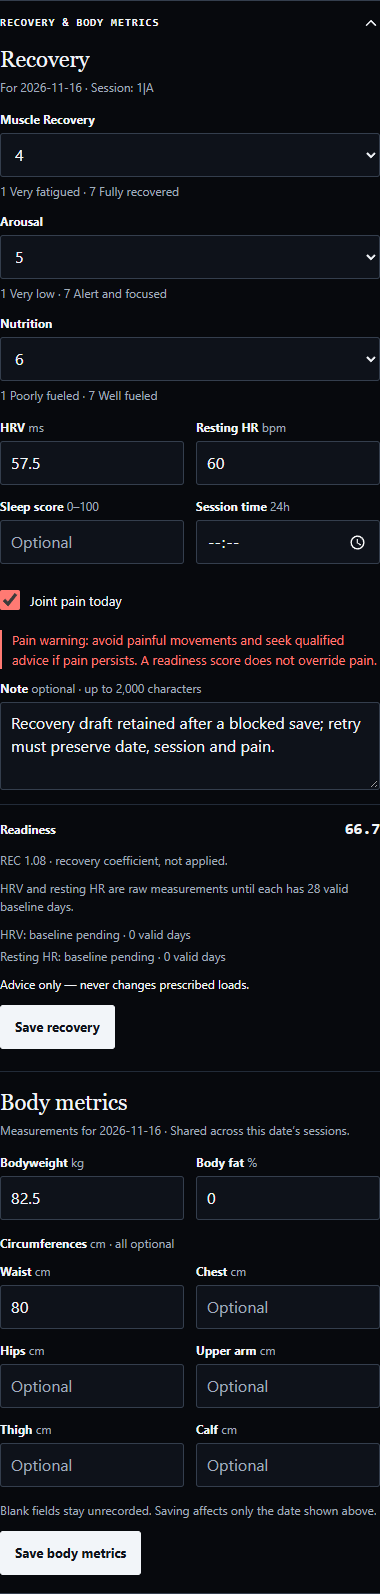 RECOVERY & BODY METRICS
Recovery
For 2026-11-16 · Session: 1|A
Muscle Recovery
4
1 Very fatigued · 7 Fully recovered
Arousal
5
1 Very low · 7 Alert and focused
Nutrition
6
1 Poorly fueled · 7 Well fueled
HRV ms
Resting HR bpm
57.5
60
Sleep score 0–100
Session time 24h
Optional
--:--
Joint pain today
Pain warning: avoid painful movements and seek qualified
advice if pain persists. A readiness score does not override pain.
Note optional · up to 2,000 characters
Recovery draft retained after a blocked save; retry
must preserve date, session and pain.
Readiness
66.7
REC 1.08 · recovery coefficient, not applied.
HRV and resting HR are raw measurements until each has 28 valid
baseline days.
HRV: baseline pending · 0 valid days
Resting HR: baseline pending · 0 valid days
Advice only — never changes prescribed loads.
Save recovery
Body metrics
Measurements for 2026-11-16 · Shared across this date's sessions.
Bodyweight kg
Body fat %
82.5
0
Circumferences cm · all optional
Waist cm
Chest cm
80
Optional
Hips cm
Upper arm cm
Optional
Optional
Thigh cm
Calf cm
Optional
Optional
Blank fields stay unrecorded. Saving affects only the date shown above.
Save body metrics